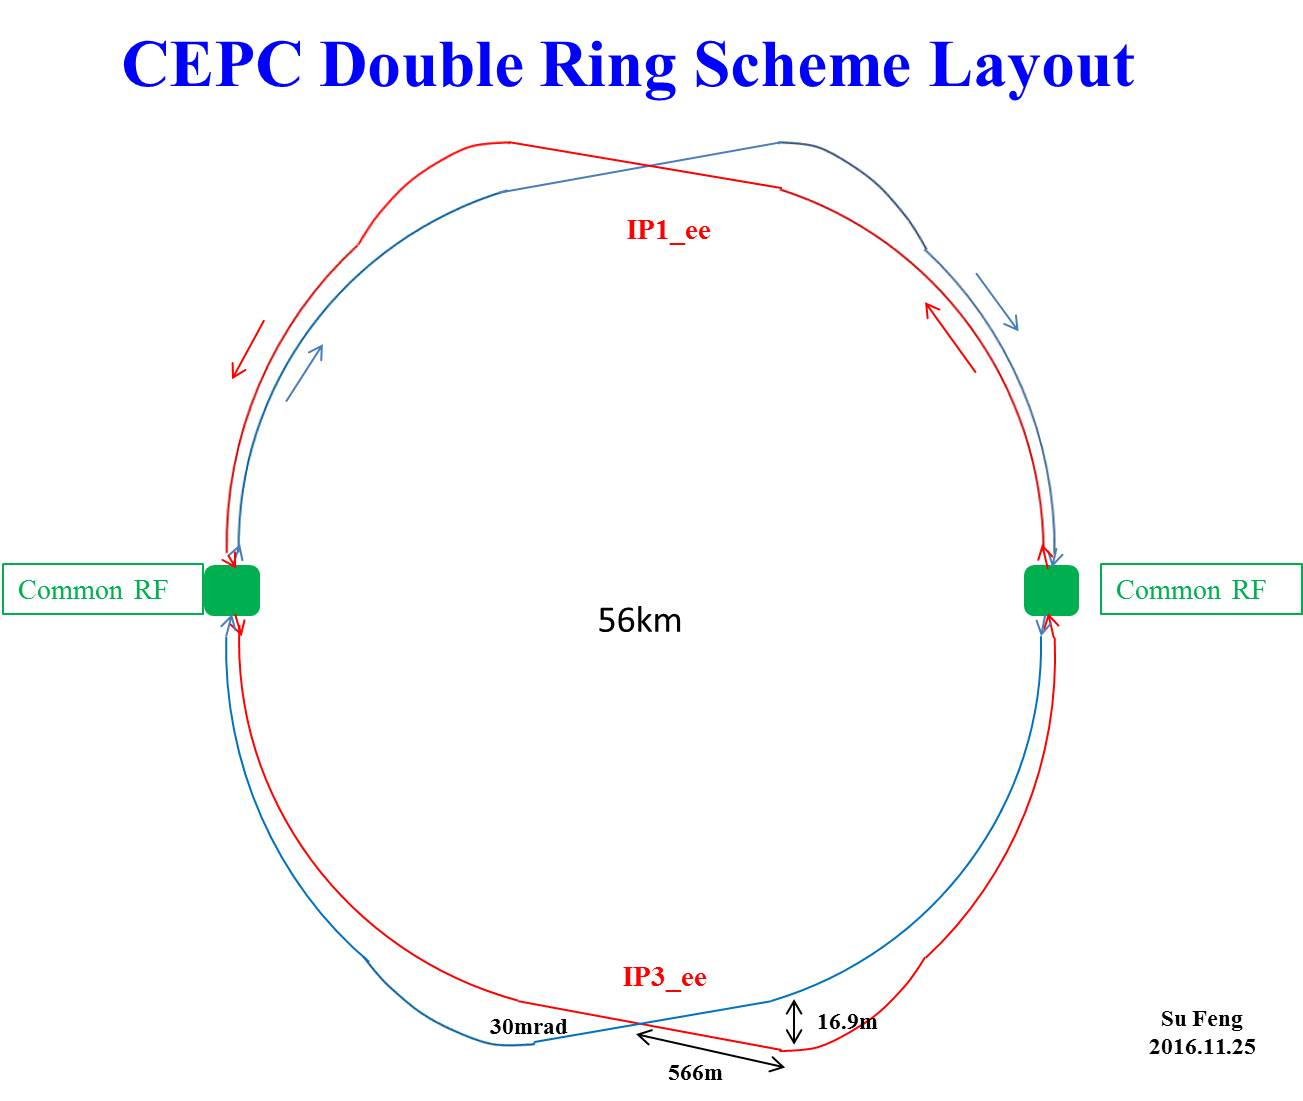 CEPC Double Ring Scheme Layout
IP1_ee
Common RF
Common RF
56km
IP3_ee
30mrad
16.9m
566m
Su Feng
2016.11.25